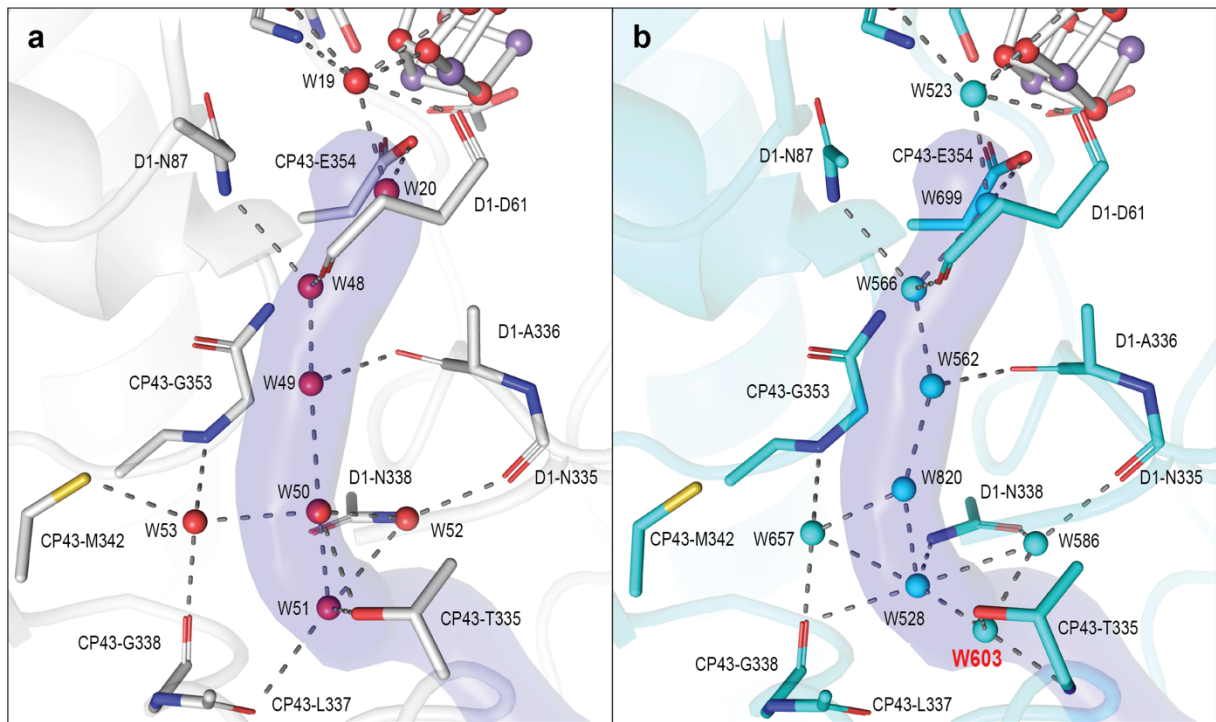 a
W19
D1-N87
CP43-E354
W20
D1-D61
W48
D1-A336
W49
CP43-G353
D1-N338
D1-N335
W50
W52
W53
CP43-M342
W51
CP43-T335
CP43-G338
CP43-L337
b
W523
D1-N87
CP43-E354
W699
D1-D61
W566
D1-A336
W562
CP43-G353
W820
D1-N338
D1-N335
CP43-M342
W657
W586
W528
CP43-T335
W603
CP43-G338
CP43-L337